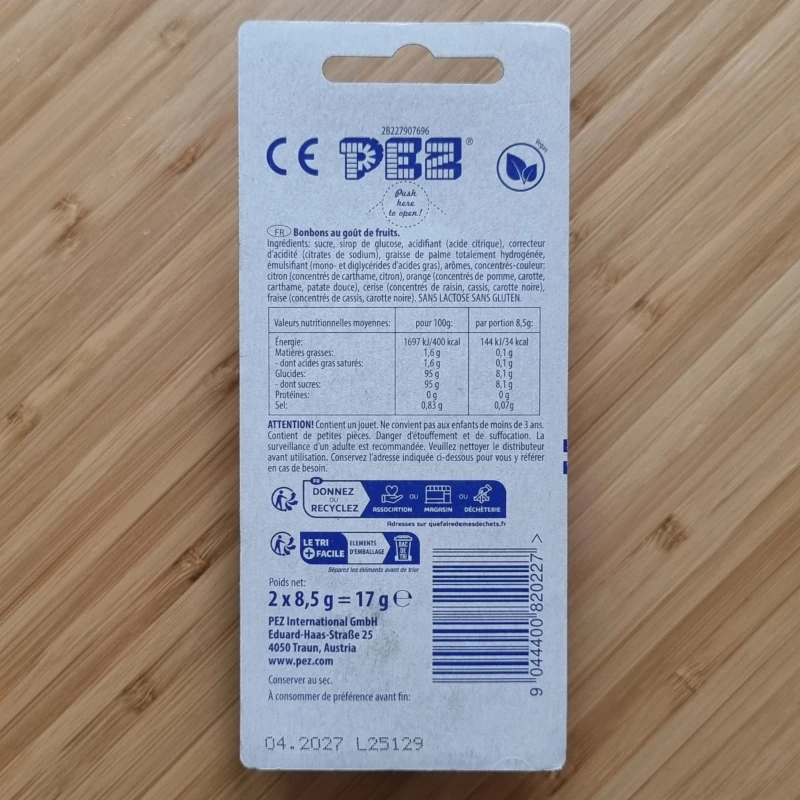 2B227907696
CE PEZ®
Vegan
Push
here
to open!
FR Bonbons au goût de fruits.
Ingrédients: sucre, sirop de glucose, acidifiant (acide citrique), correcteur
d'acidité (citrates de sodium), graisse de palme totalement hydrogénée,
émulsifiant (mono- et diglycérides d'acides gras), arômes, concentrés-couleur:
citron (concentrés de carthame, citron), orange (concentrés de pomme, carotte,
carthame, patate douce), cerise (concentrés de raisin, cassis, carotte noire),
fraise (concentrés de cassis, carotte noire). SANS LACTOSE SANS GLUTEN.
Valeurs nutritionnelles moyennes: pour 100g: par portion 8,5g:
Énergie: 1697 kJ/400 kcal 144 kJ/34 kcal
Matières grasses: 1,6 g 0,1 g
- dont acides gras saturés: 1,6 g 0,1 g
Glucides: 95 g 8,1 g
- dont sucres: 95 g 8,1 g
Protéines: 0 g 0 g
Sel: 0,83 g 0,07g
ATTENTION! Contient un jouet. Ne convient pas aux enfants de moins de 3 ans.
Contient de petites pièces. Danger d'étouffement et de suffocation. La
surveillance d'un adulte est recommandée. Veuillez nettoyer le distributeur
avant utilisation. Conservez l'adresse indiquée ci-dessous pour vous y référer
en cas de besoin.
FR
DONNEZ
OU
RECYCLEZ
ASSOCIATION OU MAGASIN OU DÉCHÈTERIE
Adresses sur quefairedemesdechets.fr
LE TRI
+ FACILE
ELEMENTS
D'EMBALLAGE
BAC
DE
TRI
Séparez les éléments avant de trier
Poids net:
2 x 8,5 g = 17 g ℮
PEZ International GmbH
Eduard-Haas-Straße 25
4050 Traun, Austria
www.pez.com
Conserver au sec.
À consommer de préférence avant fin:
9 044400 820227 >
04.2027 L25129